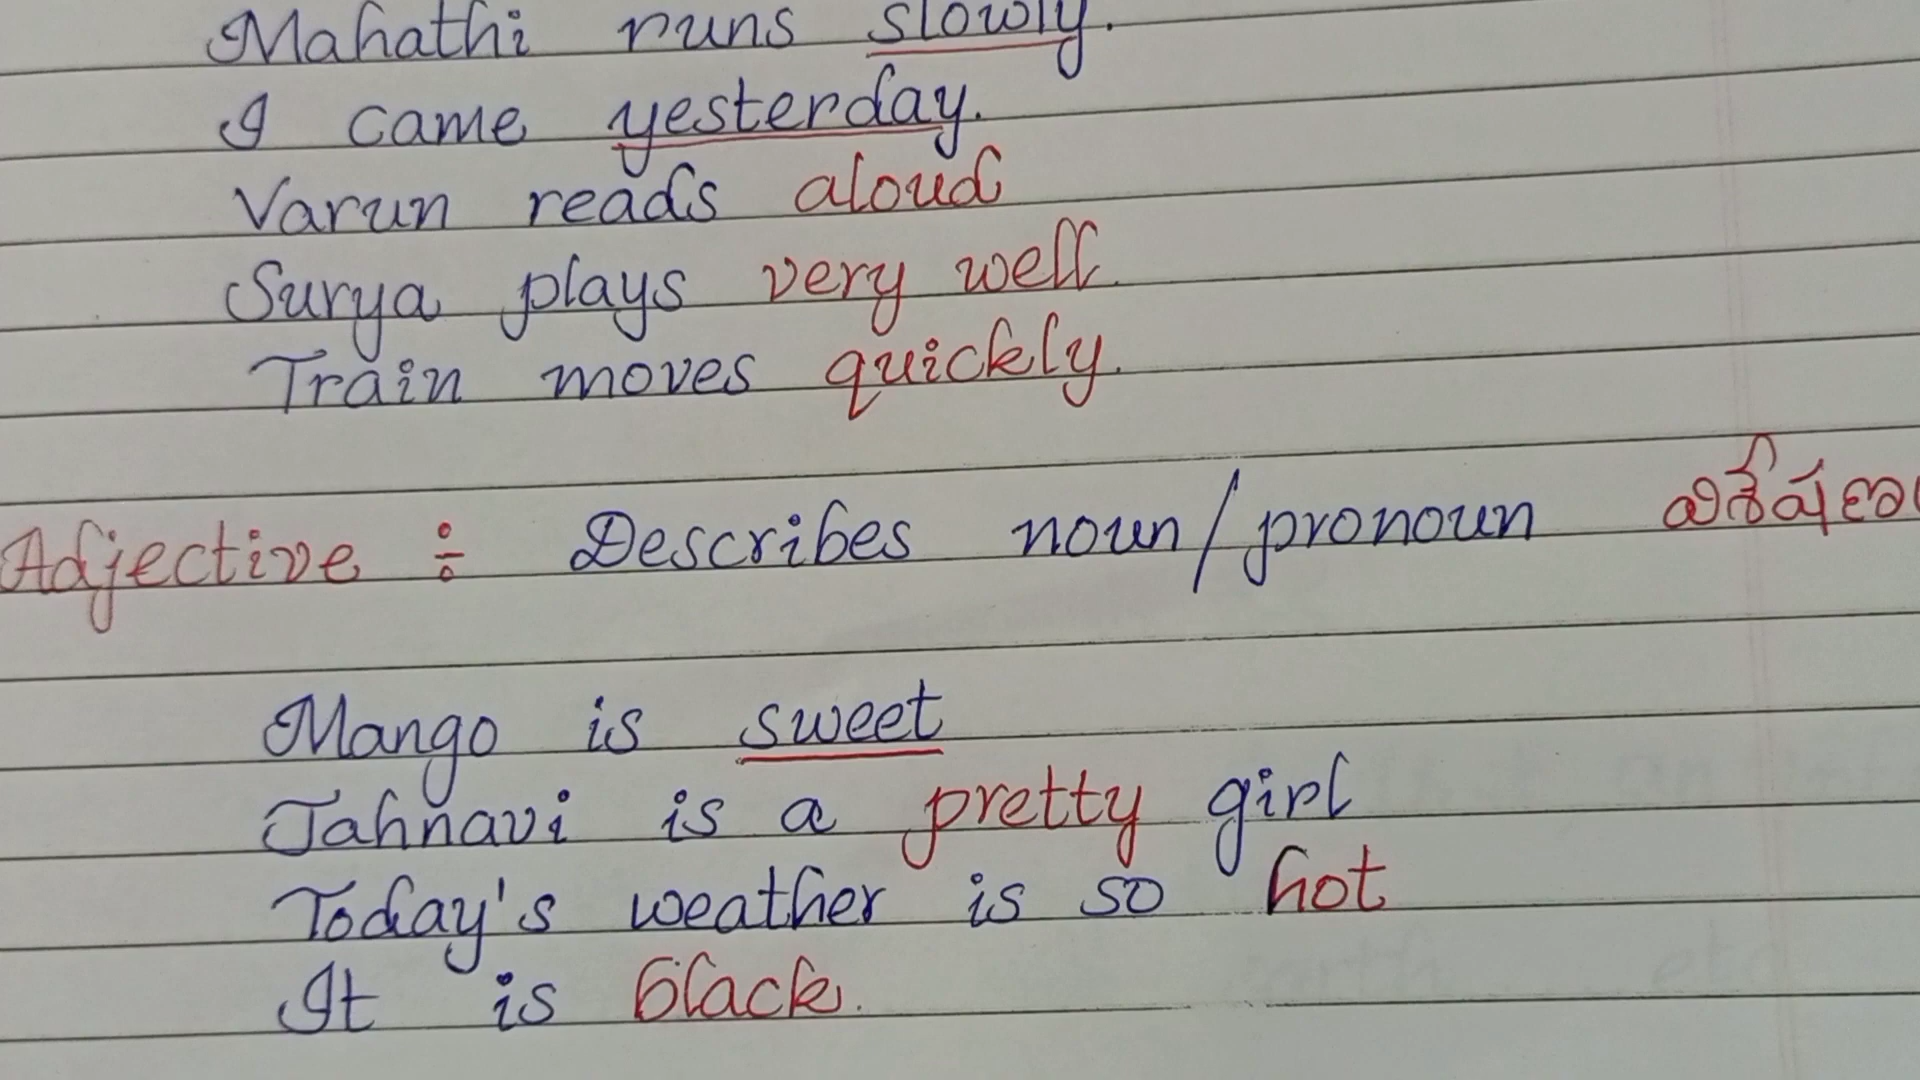 Mahathi runs slowly.
I came yesterday.
Varun reads aloud
Surya plays very well.
Train moves quickly.
Adjective ÷ Describes noun/pronoun
Mango is sweet
Jahnavi is a pretty girl
Today's weather is so hot
It is black.